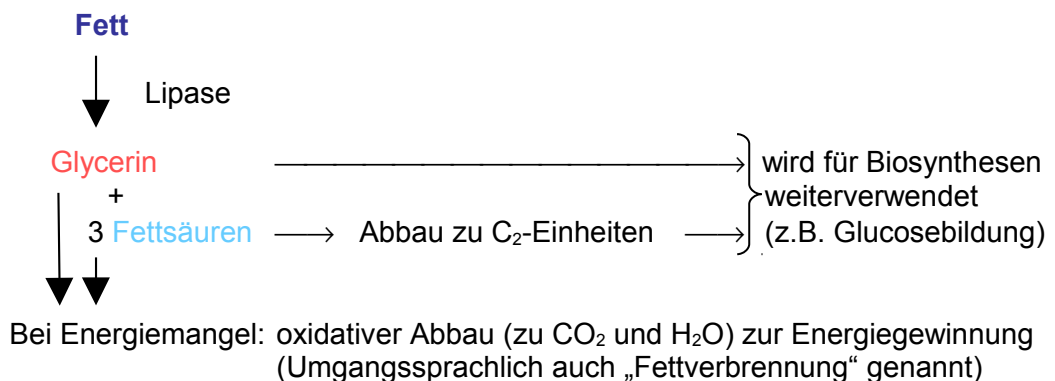 Fett
Lipase
Glycerin
wird für Biosynthesen
+
weiterverwendet
3 Fettsäuren
Abbau zu C₂-Einheiten
(z.B. Glucosebildung)
Bei Energiemangel: oxidativer Abbau (zu CO₂ und H₂O) zur Energiegewinnung
(Umgangssprachlich auch „Fettverbrennung“ genannt)